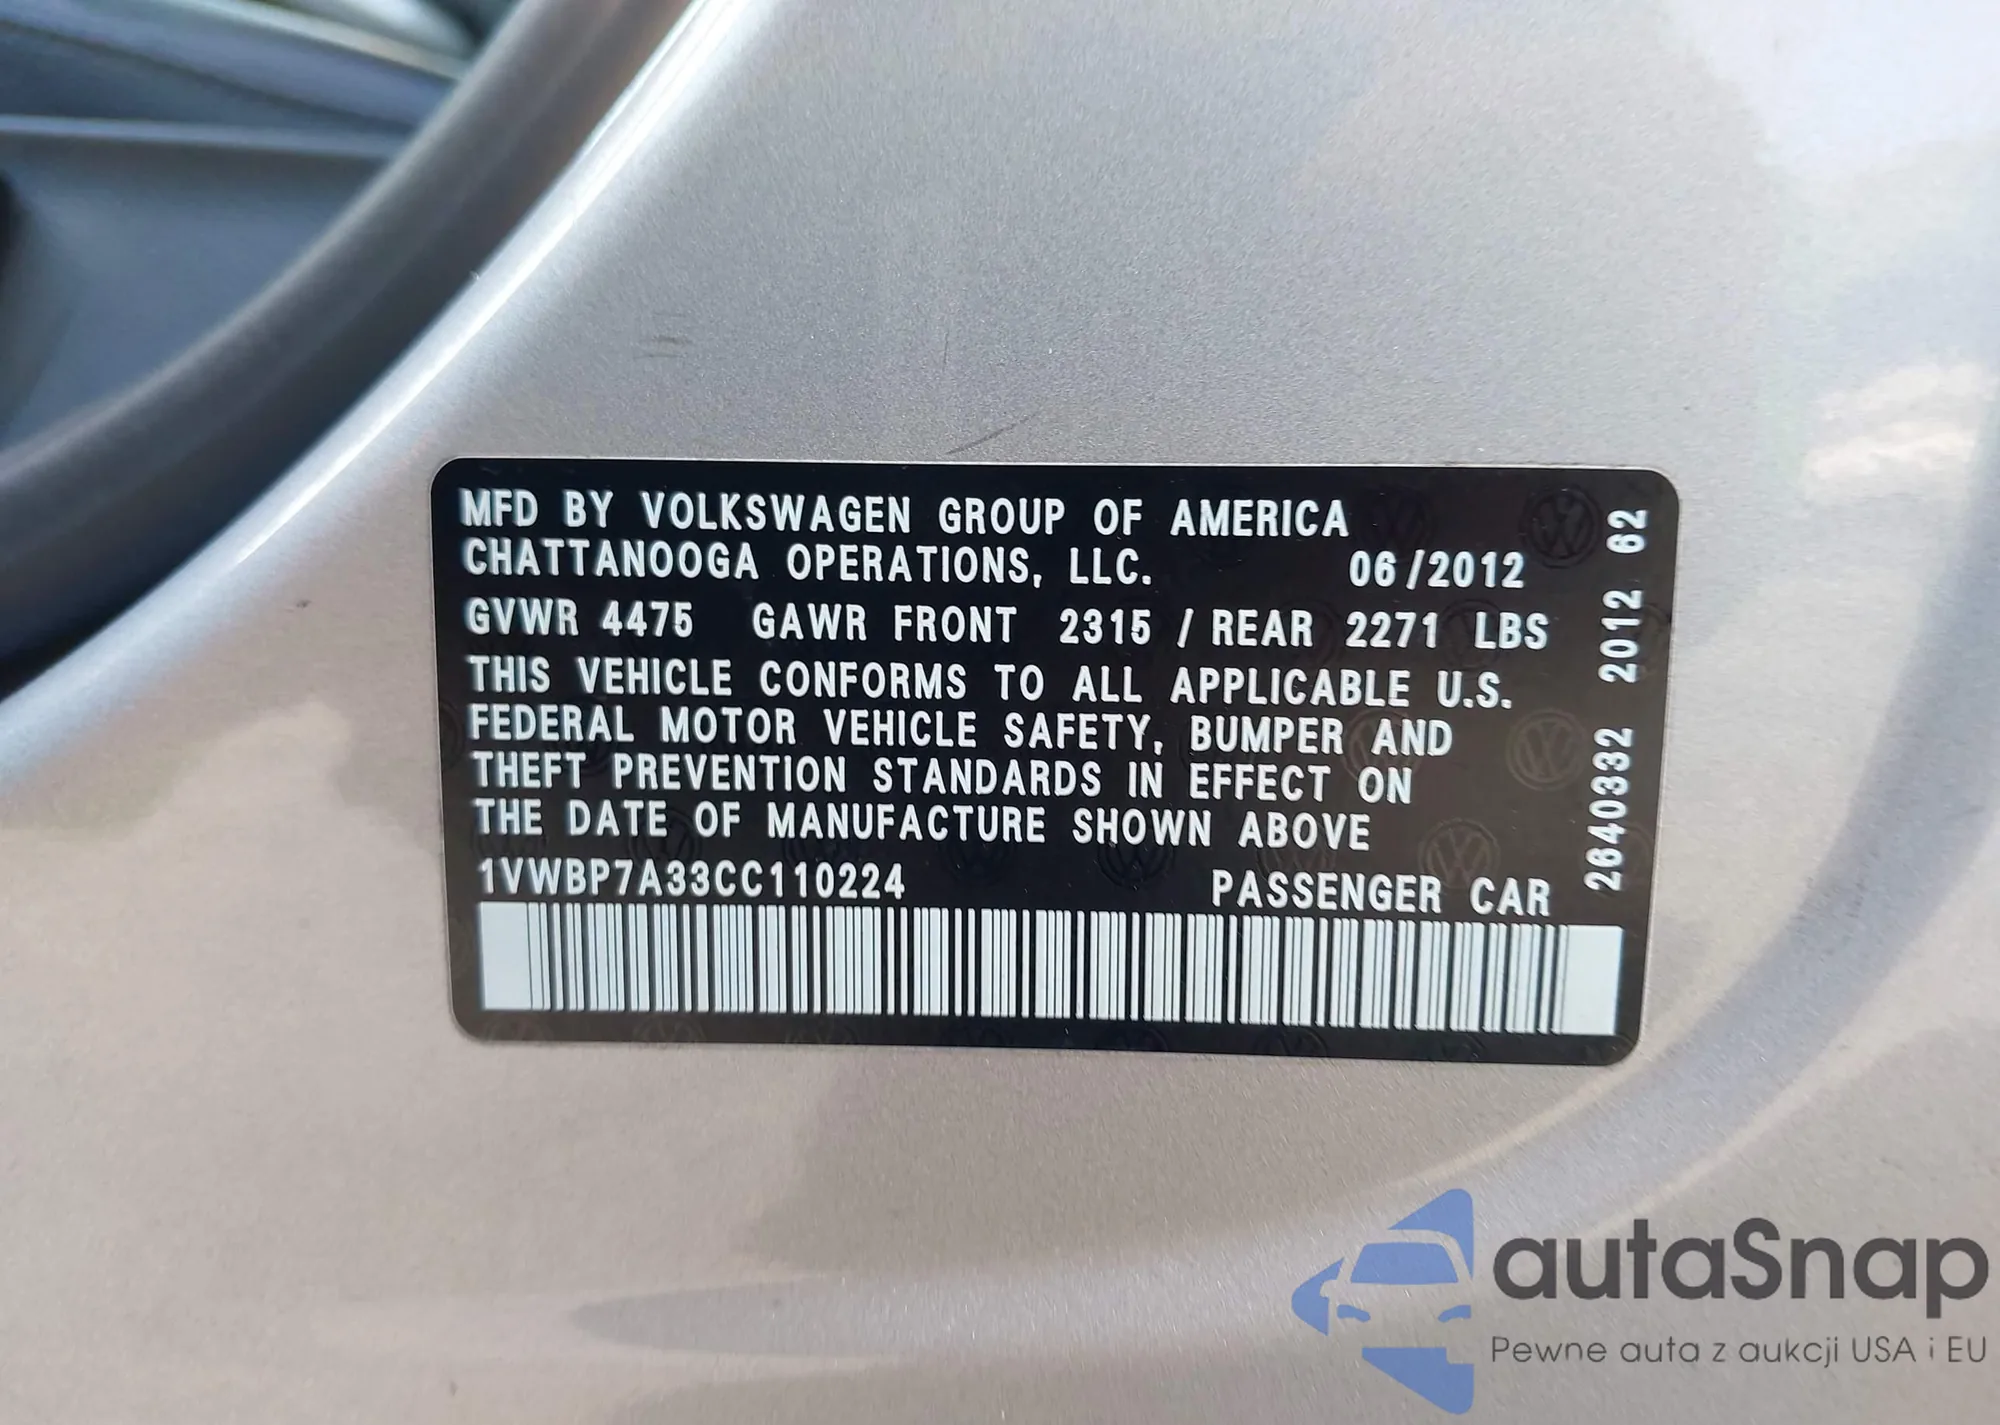 MFD BY VOLKSWAGEN GROUP OF AMERICA
CHATTANOOGA OPERATIONS, LLC. 06/2012
GVWR 4475 GAWR FRONT 2315 / REAR 2271 LBS
THIS VEHICLE CONFORMS TO ALL APPLICABLE U.S.
FEDERAL MOTOR VEHICLE SAFETY, BUMPER AND
THEFT PREVENTION STANDARDS IN EFFECT ON
THE DATE OF MANUFACTURE SHOWN ABOVE
1VWBP7A33CC110224 PASSENGER CAR
2640332 2012 62
autaSnap
Pewne auta z aukcji USA i EU